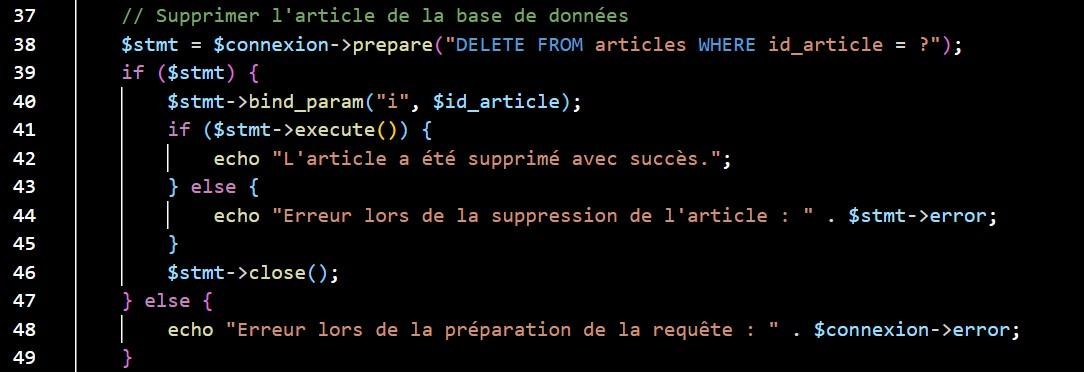 37 // Supprimer l'article de la base de données
38 $stmt = $connexion->prepare("DELETE FROM articles WHERE id_article = ?");
39 if ($stmt) {
40 $stmt->bind_param("i", $id_article);
41 if ($stmt->execute()) {
42 echo "L'article a été supprimé avec succès.";
43 } else {
44 echo "Erreur lors de la suppression de l'article : " . $stmt->error;
45 }
46 $stmt->close();
47 } else {
48 echo "Erreur lors de la préparation de la requête : " . $connexion->error;
49 }